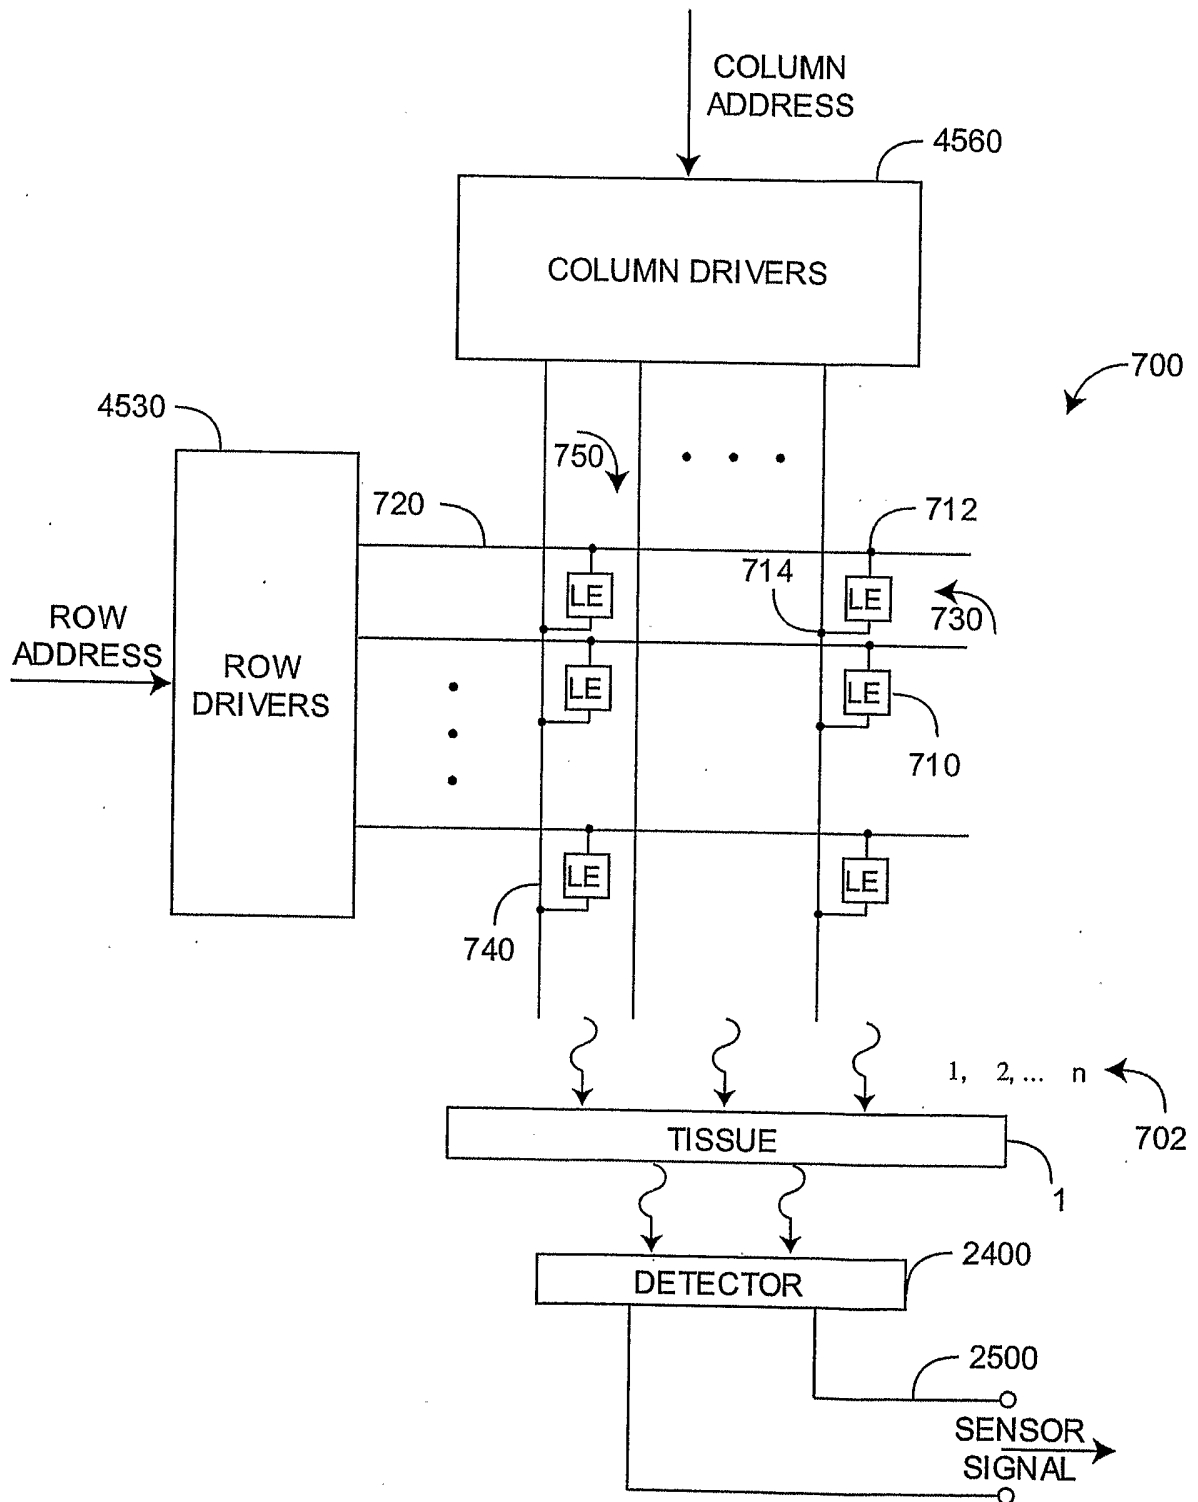 COLUMN
ADDRESS
4560
COLUMN DRIVERS
700
4530
750
720
712
714
LE
LE
730
ROW
ADDRESS
ROW
DRIVERS
LE
LE
710
LE
LE
740
1, 2, ... n
702
TISSUE
1
2400
DETECTOR
2500
SENSOR
SIGNAL